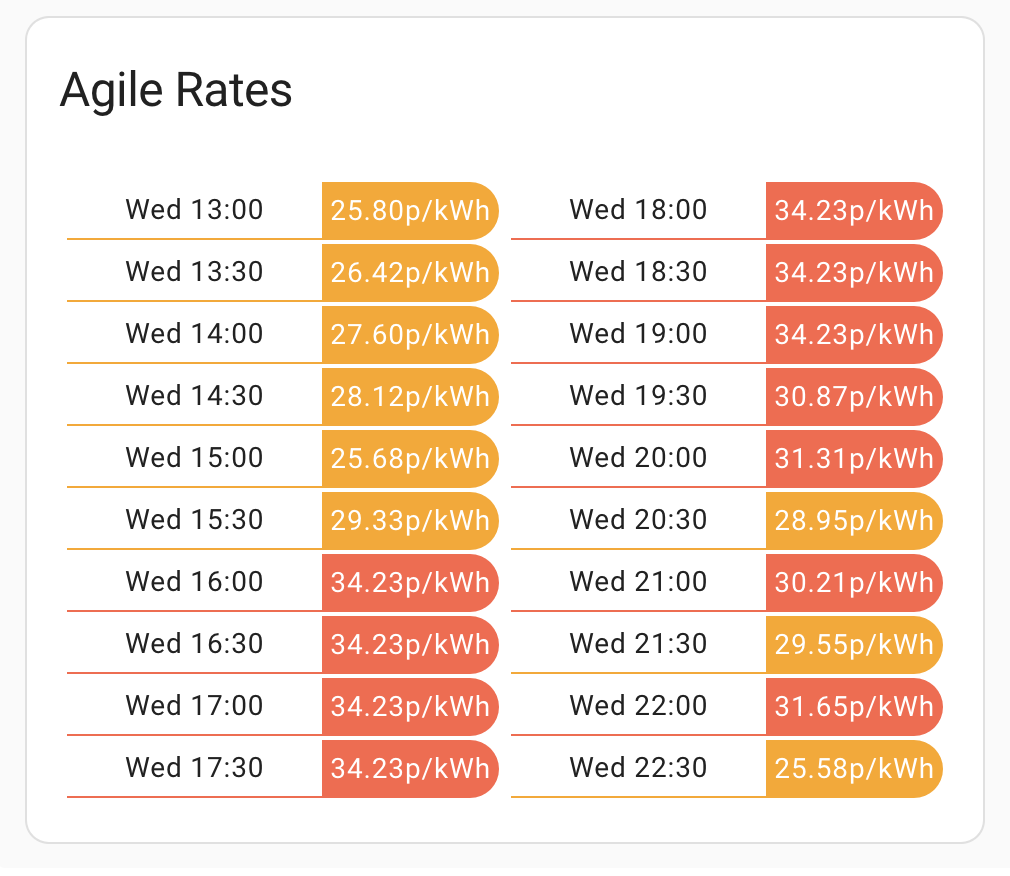 Agile Rates
Wed 13:00 25.80p/kWh
Wed 13:30 26.42p/kWh
Wed 14:00 27.60p/kWh
Wed 14:30 28.12p/kWh
Wed 15:00 25.68p/kWh
Wed 15:30 29.33p/kWh
Wed 16:00 34.23p/kWh
Wed 16:30 34.23p/kWh
Wed 17:00 34.23p/kWh
Wed 17:30 34.23p/kWh
Wed 18:00 34.23p/kWh
Wed 18:30 34.23p/kWh
Wed 19:00 34.23p/kWh
Wed 19:30 30.87p/kWh
Wed 20:00 31.31p/kWh
Wed 20:30 28.95p/kWh
Wed 21:00 30.21p/kWh
Wed 21:30 29.55p/kWh
Wed 22:00 31.65p/kWh
Wed 22:30 25.58p/kWh